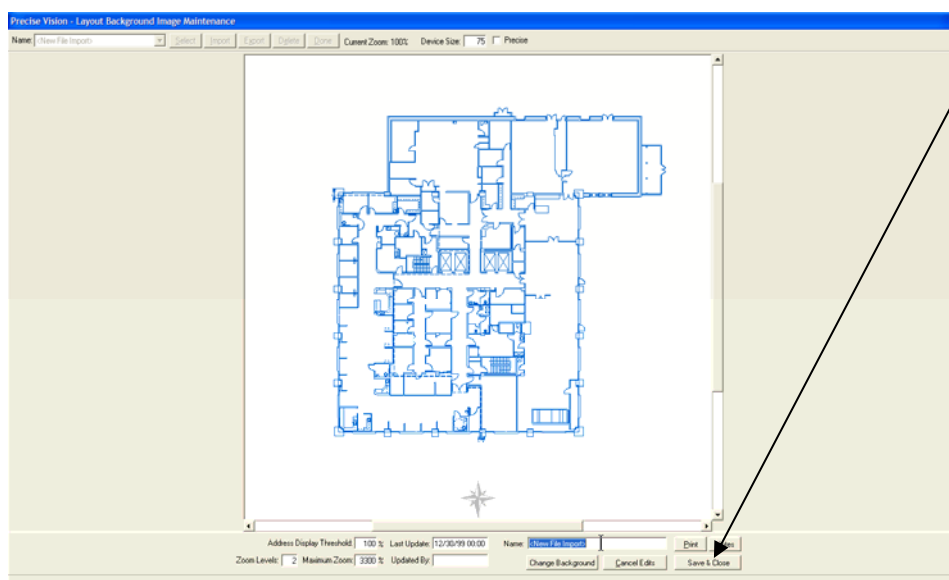 Precise Vision - Layout Background Image Maintenance
Name: <New File Import> Select Import Export Delete Done Current Zoom: 100% Device Size: 75 Precise
Address Display Threshold: 100 % Last Update: 12/30/99 00:00 Name: <New File Import> Print
Zoom Levels: 2 Maximum Zoom: 3300 % Updated By: Change Background Cancel Edits Save & Close